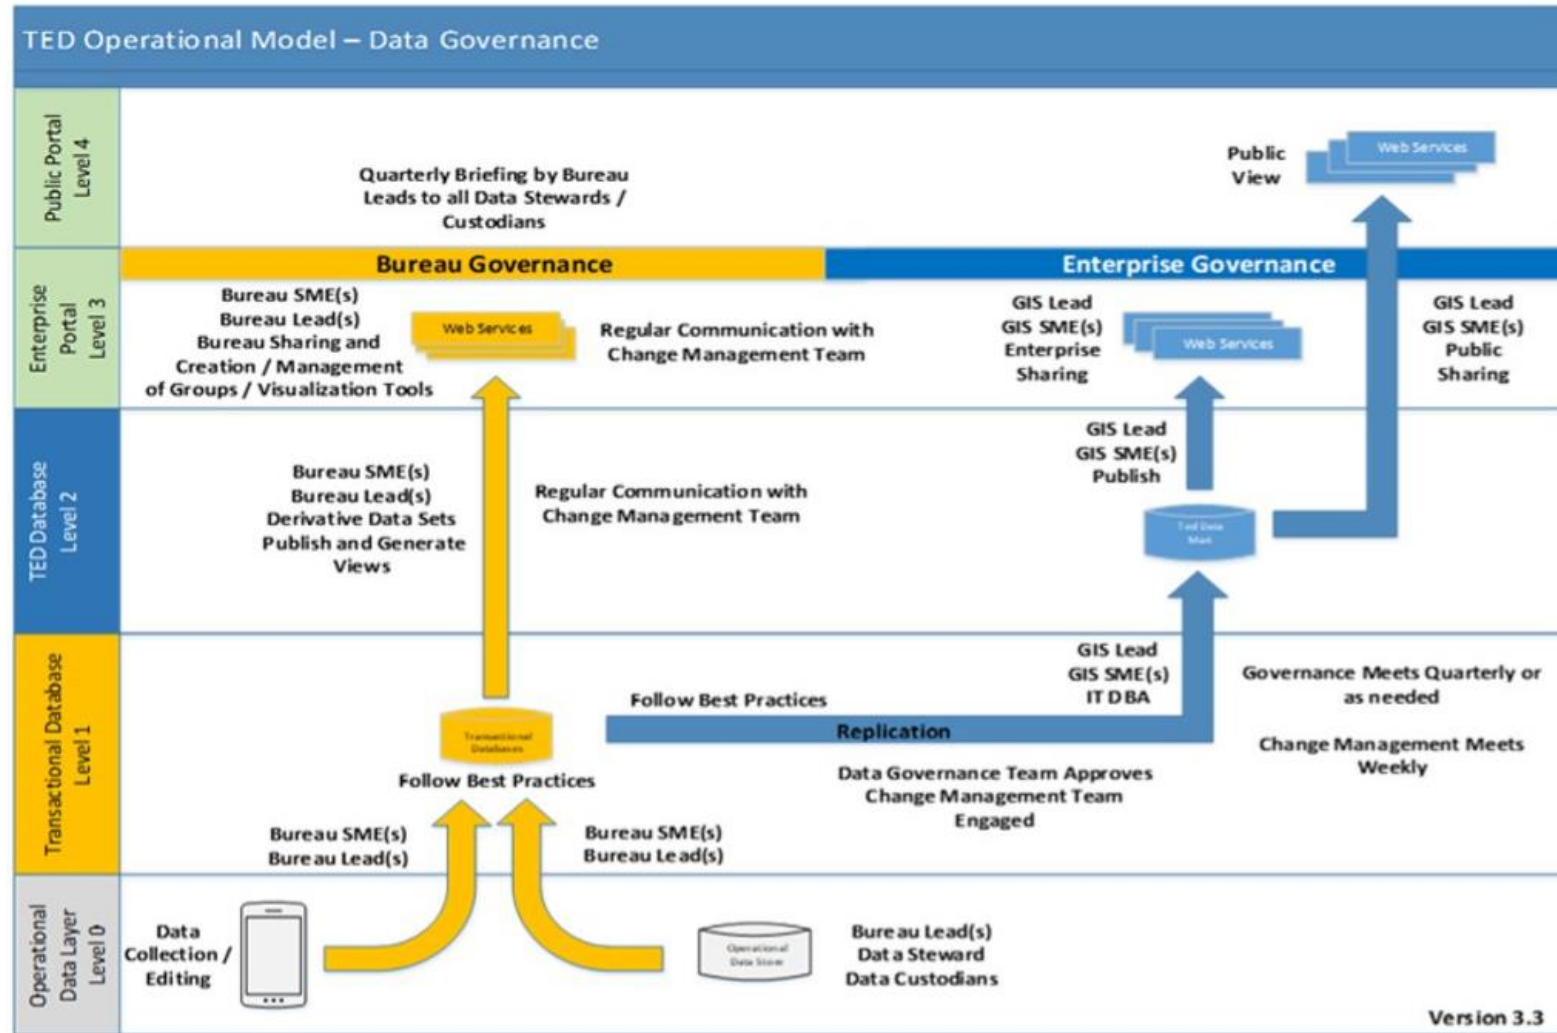 TED Operational Model – Data Governance
Public Portal
Level 4
Quarterly Briefing by Bureau
Leads to all Data Stewards /
Custodians
Public
View
Web Services
Bureau Governance
Enterprise Governance
Enterprise
Portal
Level 3
Bureau SME(s)
Bureau Lead(s)
Bureau Sharing and
Creation / Management
of Groups / Visualization Tools
Web Services
Regular Communication with
Change Management Team
GIS Lead
GIS SME(s)
Enterprise
Sharing
Web Services
GIS Lead
GIS SME(s)
Public
Sharing
TED Database
Level 2
Bureau SME(s)
Bureau Lead(s)
Derivative Data Sets
Publish and Generate
Views
Regular Communication with
Change Management Team
GIS Lead
GIS SME(s)
Publish
Ted Data
Mart
Transactional Database
Level 1
Transactional
Databases
Follow Best Practices
Bureau SME(s)
Bureau Lead(s)
Bureau SME(s)
Bureau Lead(s)
Follow Best Practices
Replication
Data Governance Team Approves
Change Management Team
Engaged
GIS Lead
GIS SME(s)
IT DBA
Governance Meets Quarterly or
as needed
Change Management Meets
Weekly
Operational
Data Layer
Level 0
Data
Collection /
Editing
Operational
Data Store
Bureau Lead(s)
Data Steward
Data Custodians
Version 3.3